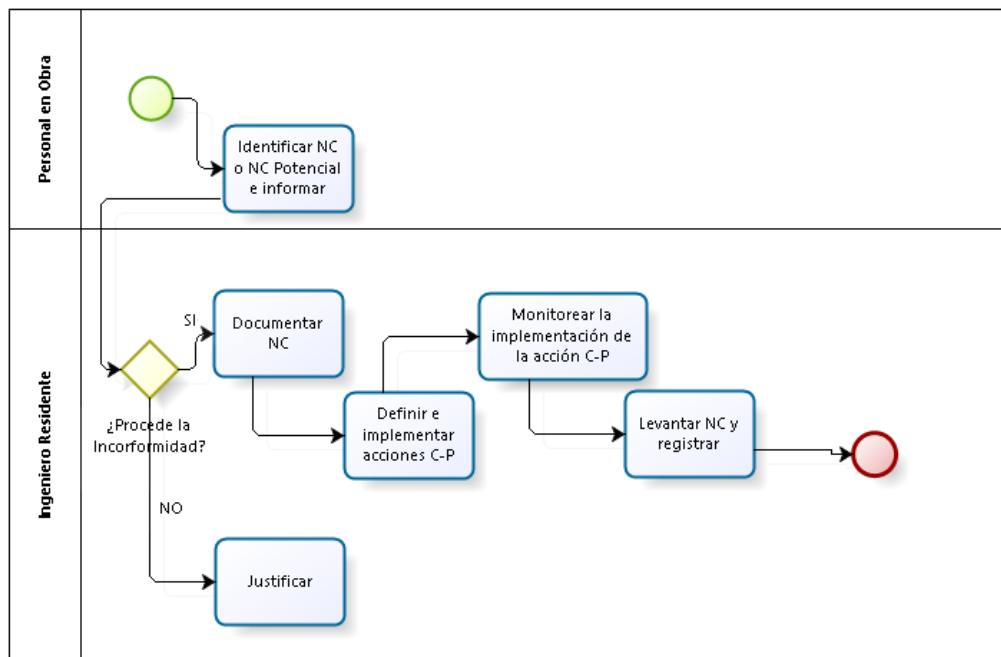 Personal en Obra
Identificar NC
o NC Potencial
e informar
Ingeniero Residente
¿Procede la
Incorformidad?
SI
Documentar
NC
Definir e
implementar
acciones C-P
Monitorear la
implementación de
la acción C-P
Levantar NC y
registrar
NO
Justificar